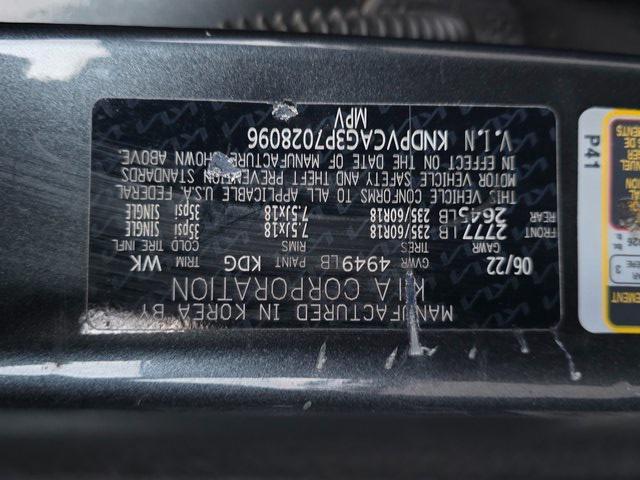 MANUFACTURED IN KOREA BY
KIA CORPORATION
06/22 GVWR 4949LB PAINT KDG TRIM WK
GAWR TIRES RIMS COLD TIRE INFL
FRONT 2777 LB 235/60R18 7.5Jx18 35psi SINGLE
REAR 2645LB 235/60R18 7.5Jx18 35psi SINGLE
THIS VEHICLE CONFORMS TO ALL APPLICABLE U.S.A. FEDERAL
MOTOR VEHICLE SAFETY AND THEFT PREVENTION STANDARDS
IN EFFECT ON THE DATE OF MANUFACTURE SHOWN ABOVE.
V.I.N KNDPVCAG3P7028096
MPV
P41